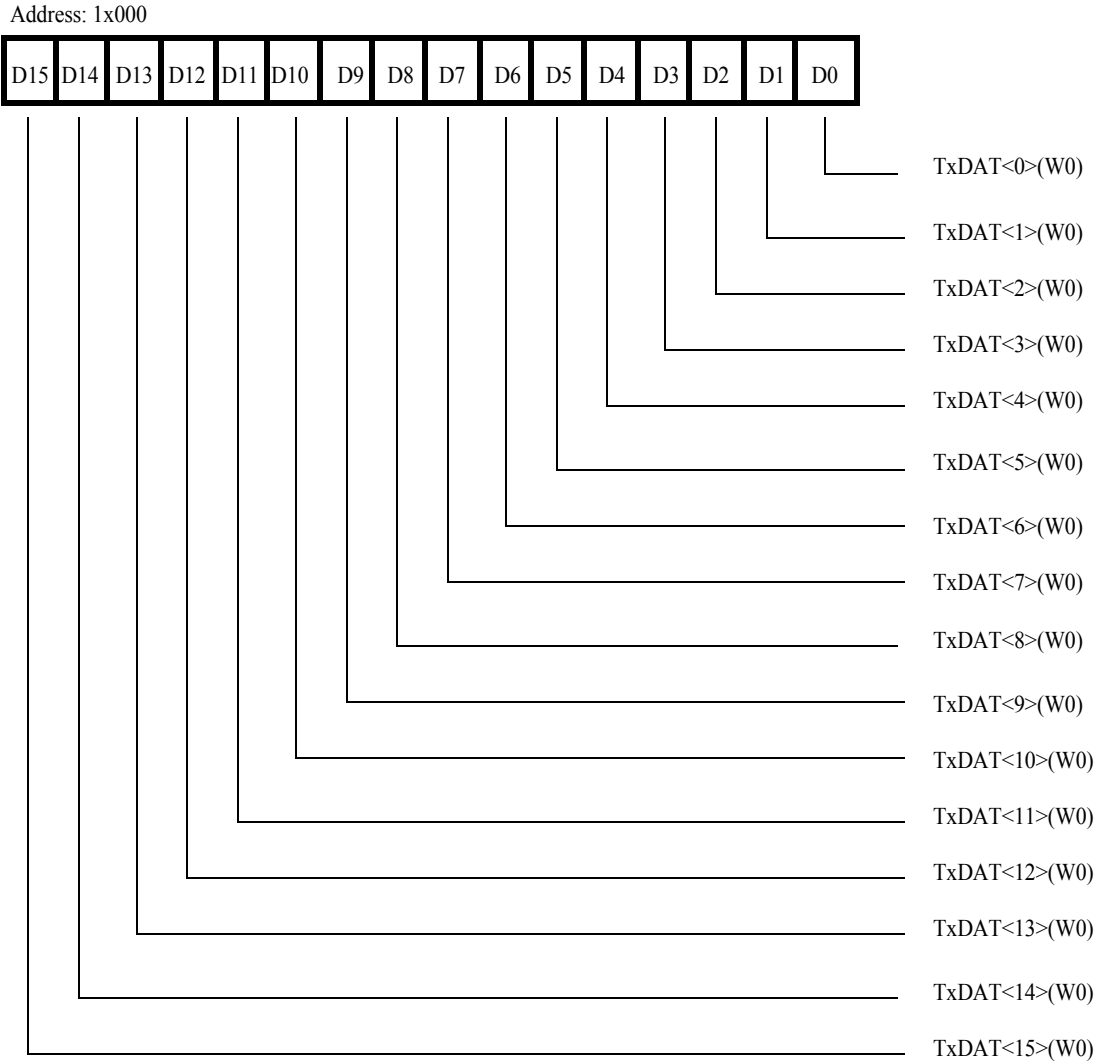 Address: 1x000
D15 D14 D13 D12 D11 D10 D9 D8 D7 D6 D5 D4 D3 D2 D1 D0
TxDAT<0>(W0)
TxDAT<1>(W0)
TxDAT<2>(W0)
TxDAT<3>(W0)
TxDAT<4>(W0)
TxDAT<5>(W0)
TxDAT<6>(W0)
TxDAT<7>(W0)
TxDAT<8>(W0)
TxDAT<9>(W0)
TxDAT<10>(W0)
TxDAT<11>(W0)
TxDAT<12>(W0)
TxDAT<13>(W0)
TxDAT<14>(W0)
TxDAT<15>(W0)